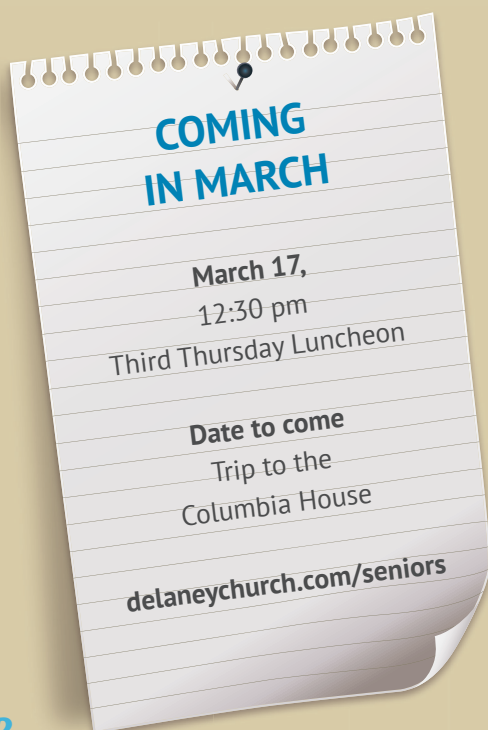 COMING
IN MARCH
March 17,
12:30 pm
Third Thursday Luncheon
Date to come
Trip to the
Columbia House
delaneychurch.com/seniors